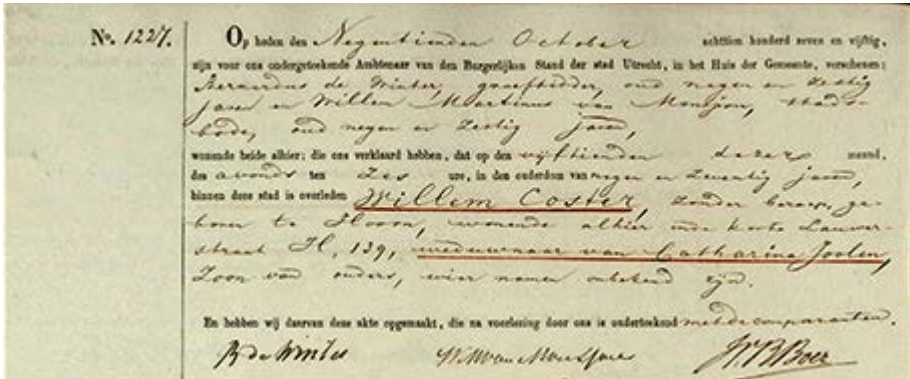 No. 1227.
Op heden den Negentienden October achttien honderd zeven en vijftig,
zijn voor ons ondergeteekende Ambtenaar van den Burgerlijken Stand der stad Utrecht, in het Huis der Gemeente, verschenen:
Bernardus de Winter, graefbidder, oud negen en zestig
jaren en Willem Martinus van Monsjou, stads-
bode, oud negen en zestig jaren,
wonende beide alhier; die ons verklaard hebben, dat op den vijftienden dezer maand,
des avonds ten zes ure, in den ouderdom van negen en zeventig jaren,
binnen deze stad is overleden Willem Coster, zonder beroep, ge-
boren te Hoorn, wonende alhier in de korte Lauwer-
straat H, 139, weduwnaar van Catharina Joolen,
Zoon van ouders, wier namen onbekend zijn.
En hebben wij daarvan deze akte opgemaakt, die na voorlezing door ons is onderteekend met de comparanten.
B de Winter W M van Monsjou